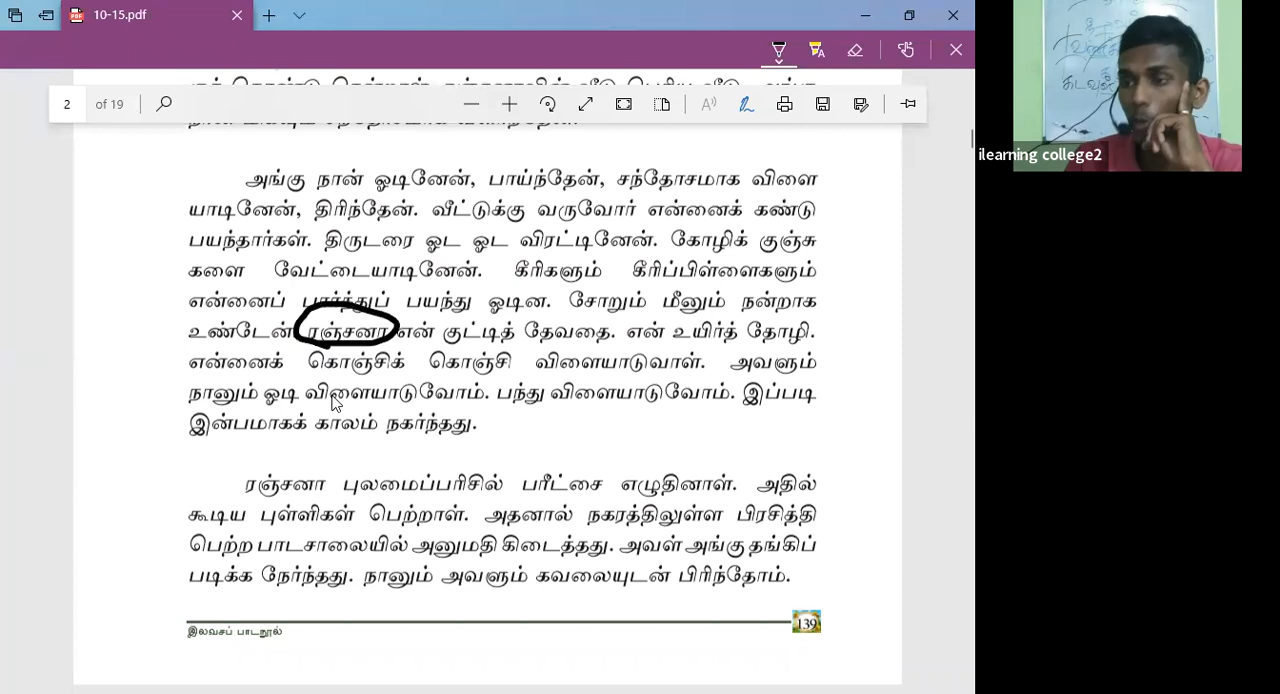 10-15.pdf
2 of 19
ilearning college2
அங்கு நான் ஓடினேன், பாய்ந்தேன், சந்தோசமாக விளை
யாடினேன், திரிந்தேன். வீட்டுக்கு வருவோர் என்னைக் கண்டு
பயந்தார்கள். திருடரை ஓட ஓட விரட்டினேன். கோழிக் குஞ்சு
களை வேட்டையாடினேன். கீரிகளும் கீரிப்பிள்ளைகளும்
என்னைப் பார்த்துப் பயந்து ஓடின. சோறும் மீனும் நன்றாக
உண்டேன் ரஞ்சனா என் குட்டித் தேவதை. என் உயிர்த் தோழி.
என்னைக் கொஞ்சிக் கொஞ்சி விளையாடுவாள். அவளும்
நானும் ஓடி விளையாடுவோம். பந்து விளையாடுவோம். இப்படி
இன்பமாகக் காலம் நகர்ந்தது.
ரஞ்சனா புலமைப்பரிசில் பரீட்சை எழுதினாள். அதில்
கூடிய புள்ளிகள் பெற்றாள். அதனால் நகரத்திலுள்ள பிரசித்தி
பெற்ற பாடசாலையில் அனுமதி கிடைத்தது. அவள் அங்கு தங்கிப்
படிக்க நேர்ந்தது. நானும் அவளும் கவலையுடன் பிரிந்தோம்.
இலவசப் பாடநூல்
139